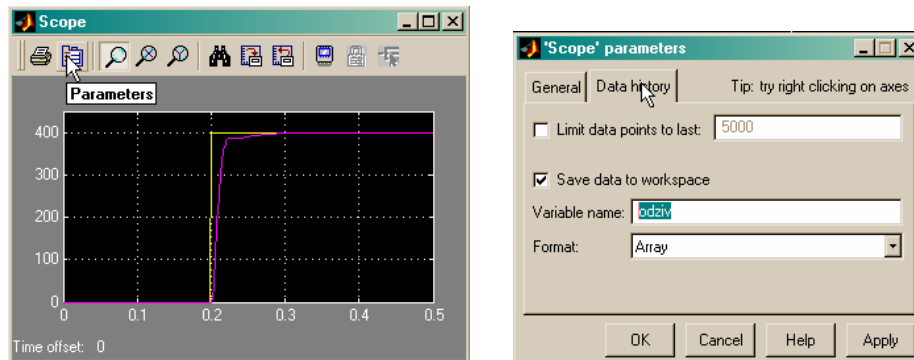 Scope
Parameters
400
300
200
100
0
0 0.1 0.2 0.3 0.4 0.5
Time offset: 0
'Scope' parameters
General Data history Tip: try right clicking on axes
Limit data points to last: 5000
Save data to workspace
Variable name: odziv
Format: Array
OK Cancel Help Apply